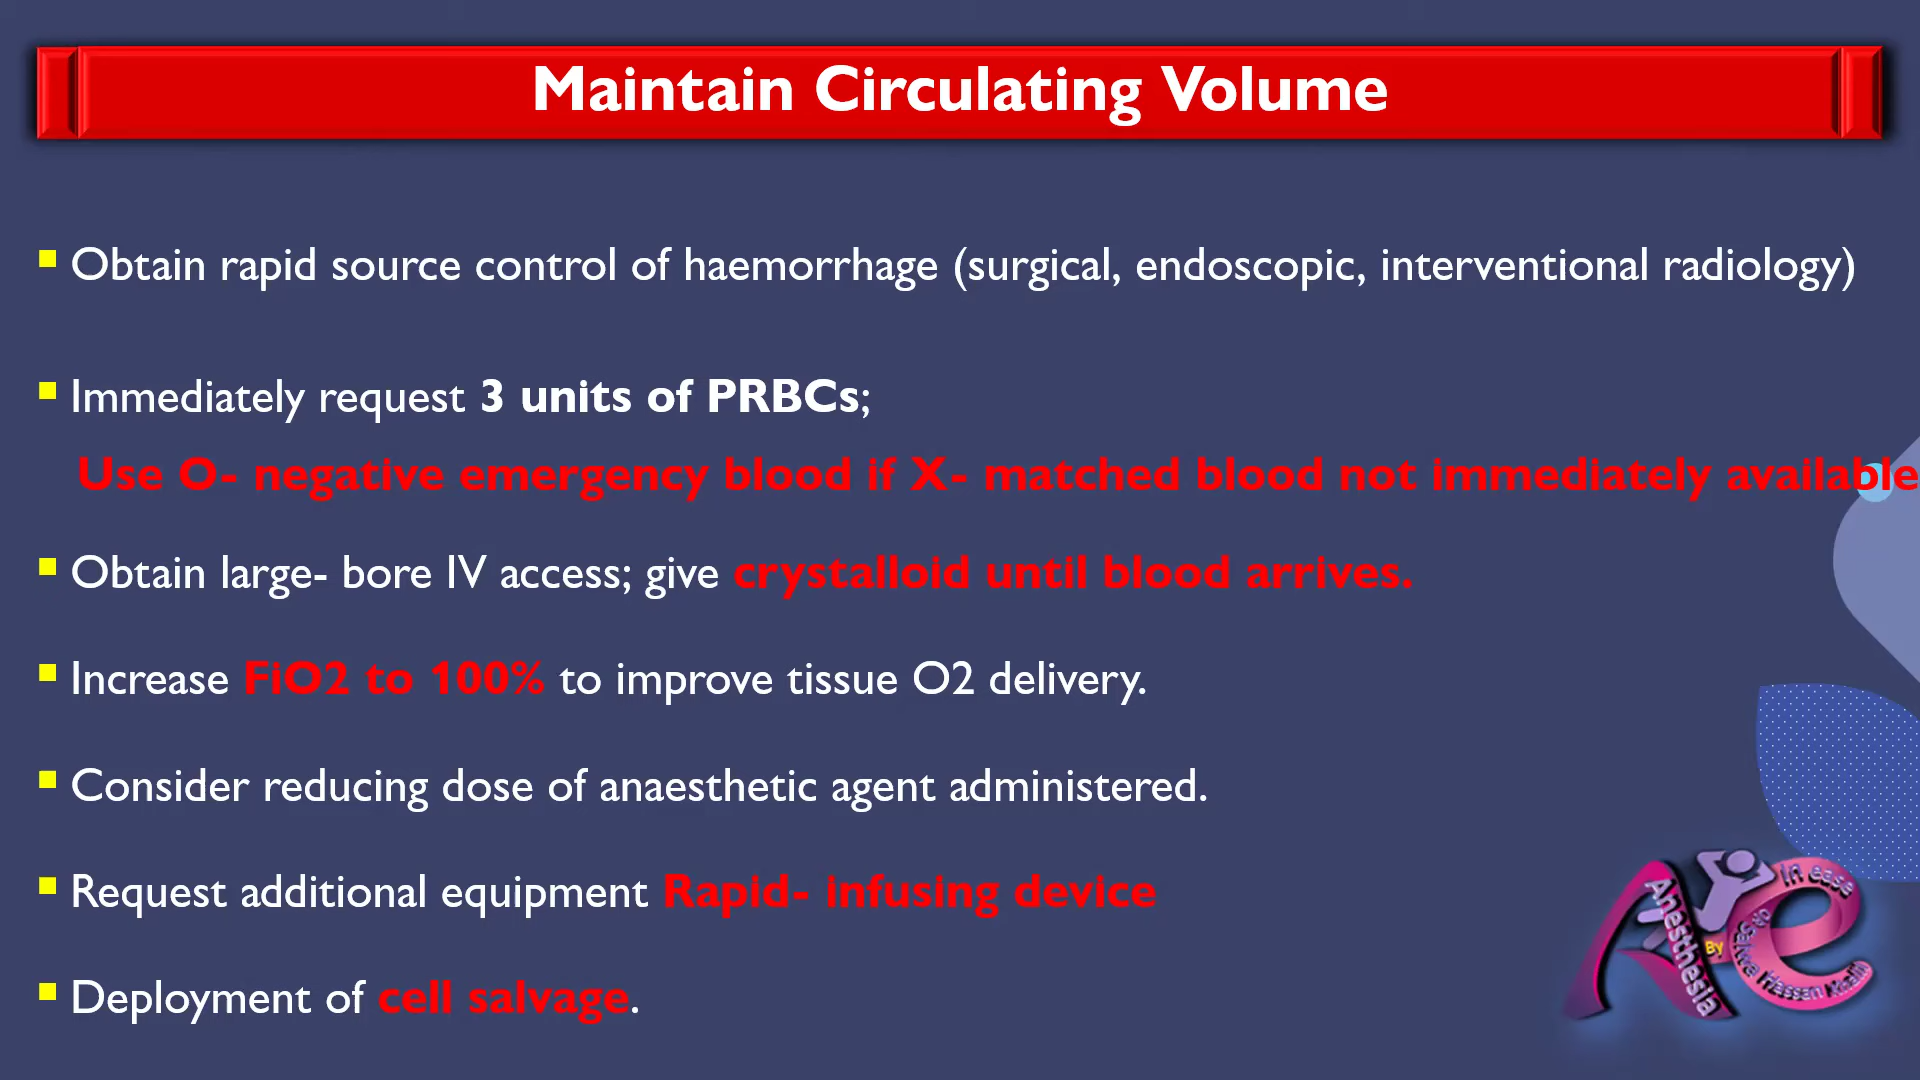 Maintain Circulating Volume
Obtain rapid source control of haemorrhage (surgical, endoscopic, interventional radiology)
Immediately request 3 units of PRBCs;
Use O- negative emergency blood if X- matched blood not immediately available
Obtain large- bore IV access; give crystalloid until blood arrives.
Increase FiO2 to 100% to improve tissue O2 delivery.
Consider reducing dose of anaesthetic agent administered.
Request additional equipment Rapid- infusing device
Deployment of cell salvage.
Anesthesia
In ease
By
Salwa Hassan